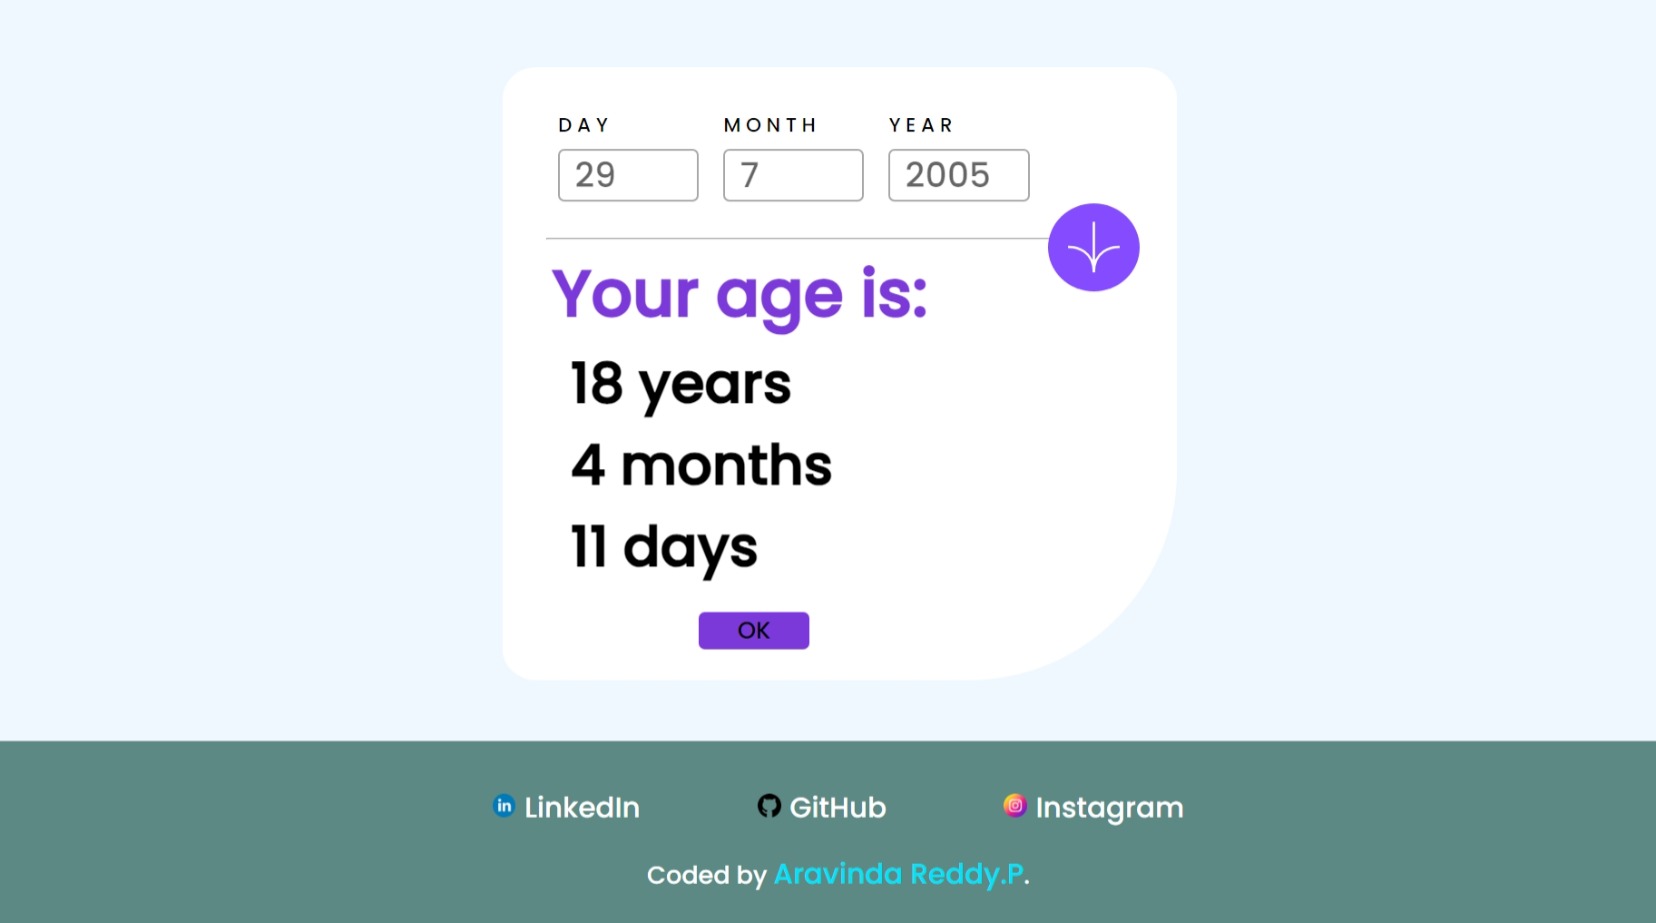 DAY MONTH YEAR
29 7 2005
Your age is:
18 years
4 months
11 days
OK
in LinkedIn GitHub Instagram
Coded by Aravinda Reddy.P.